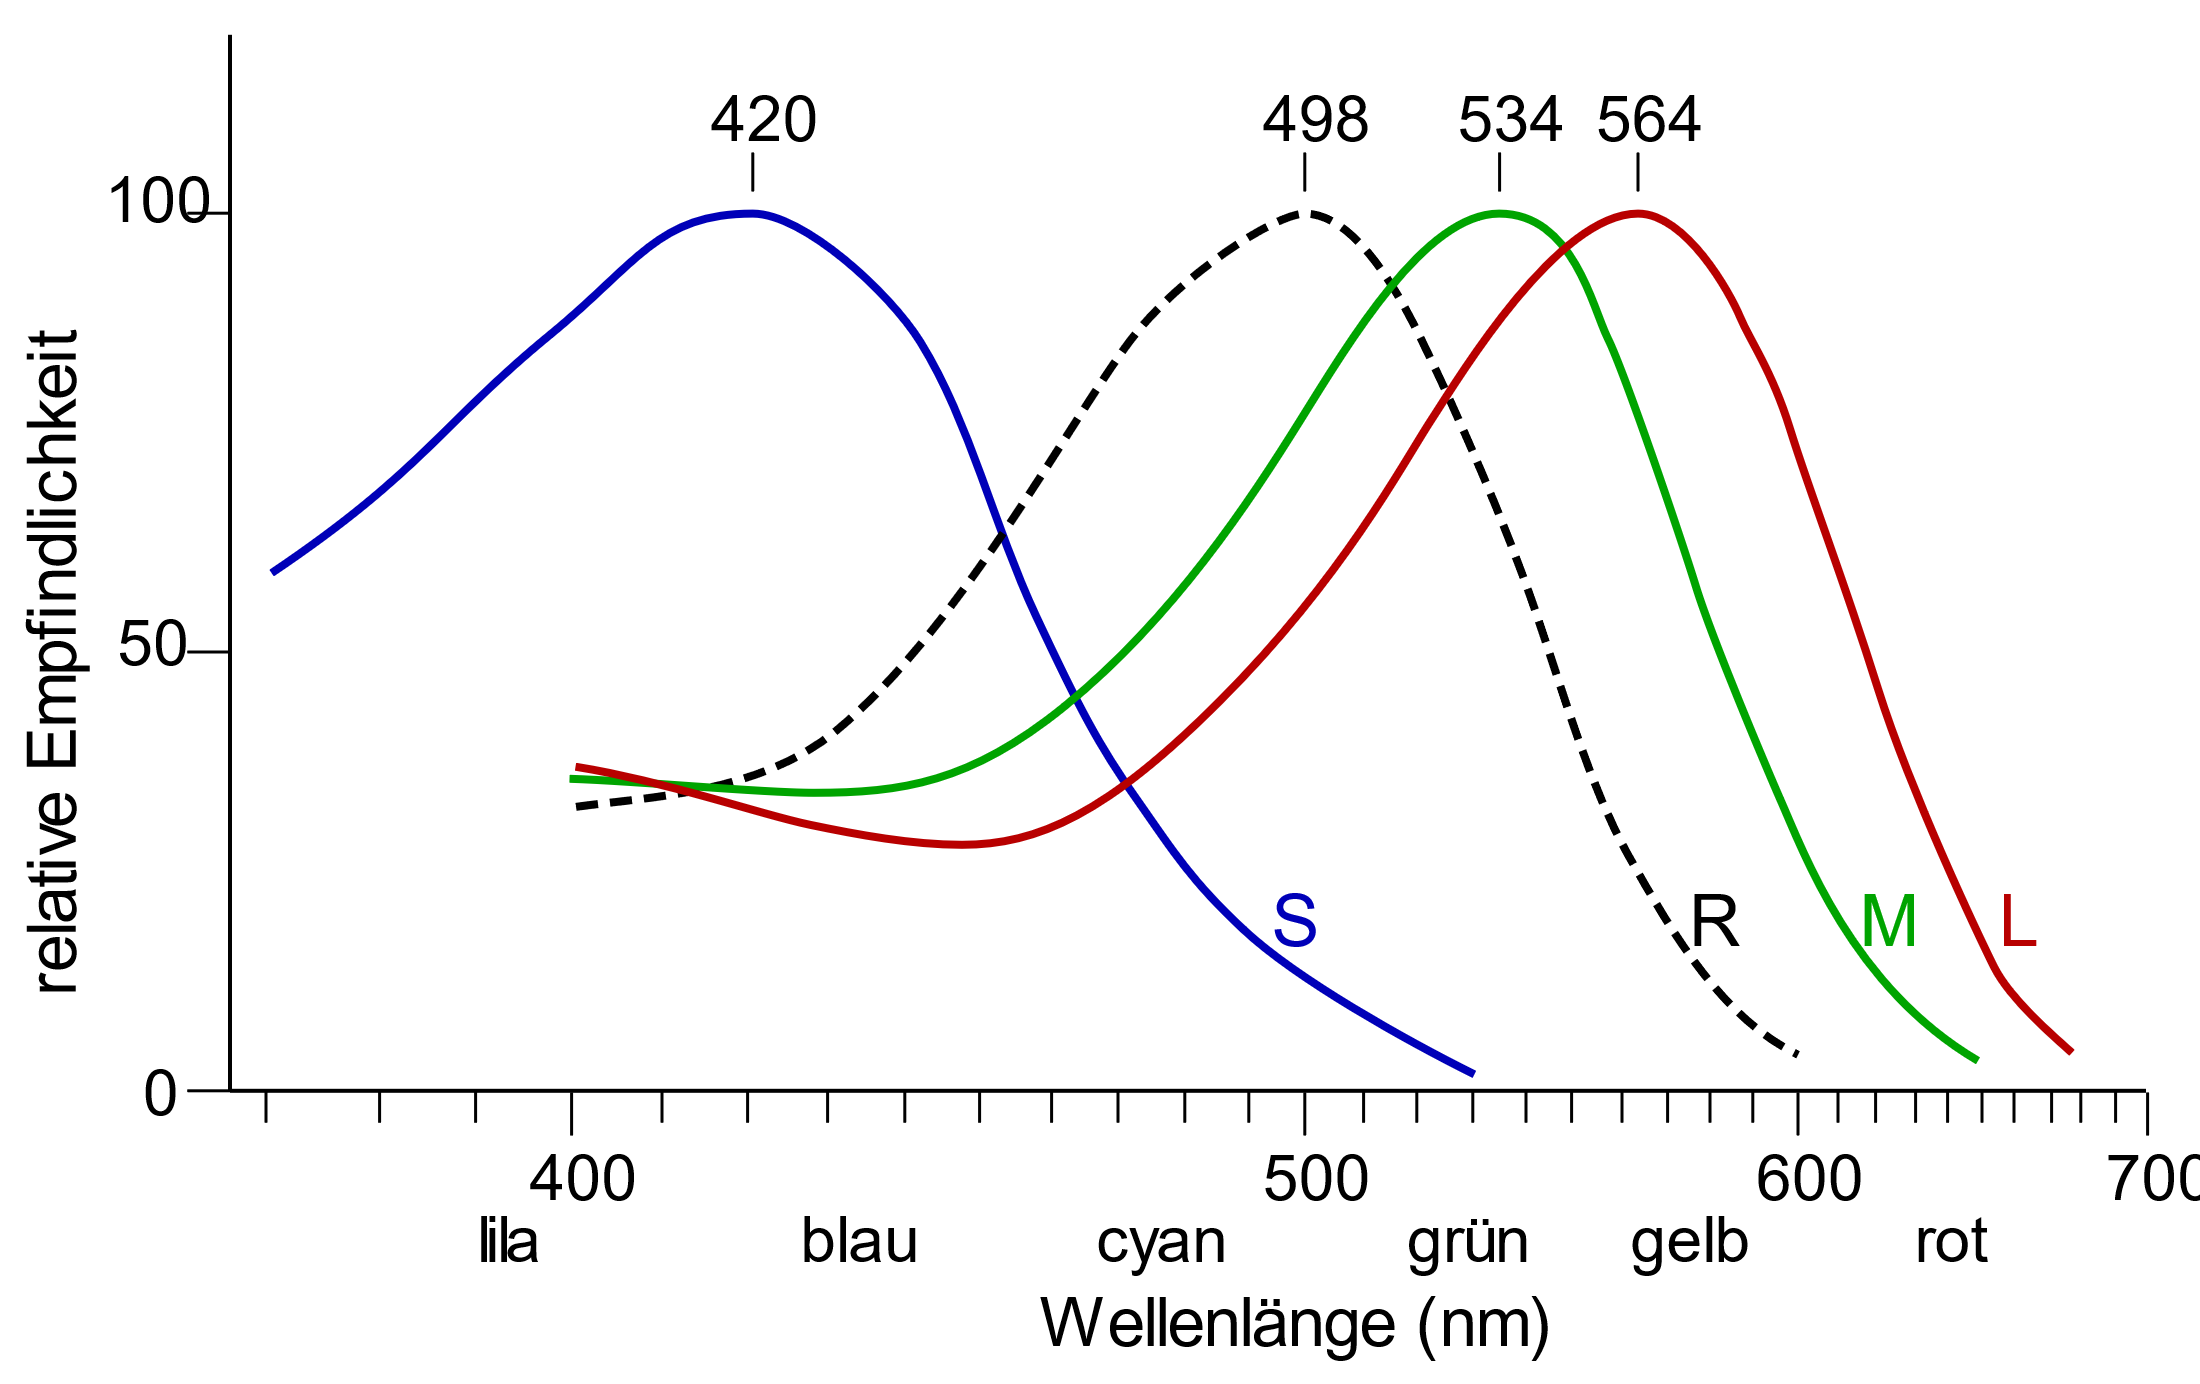 420 498 534 564
100
relative Empfindlichkeit
50
S R M L
0
400 500 600 700
lila blau cyan grün gelb rot
Wellenlänge (nm)